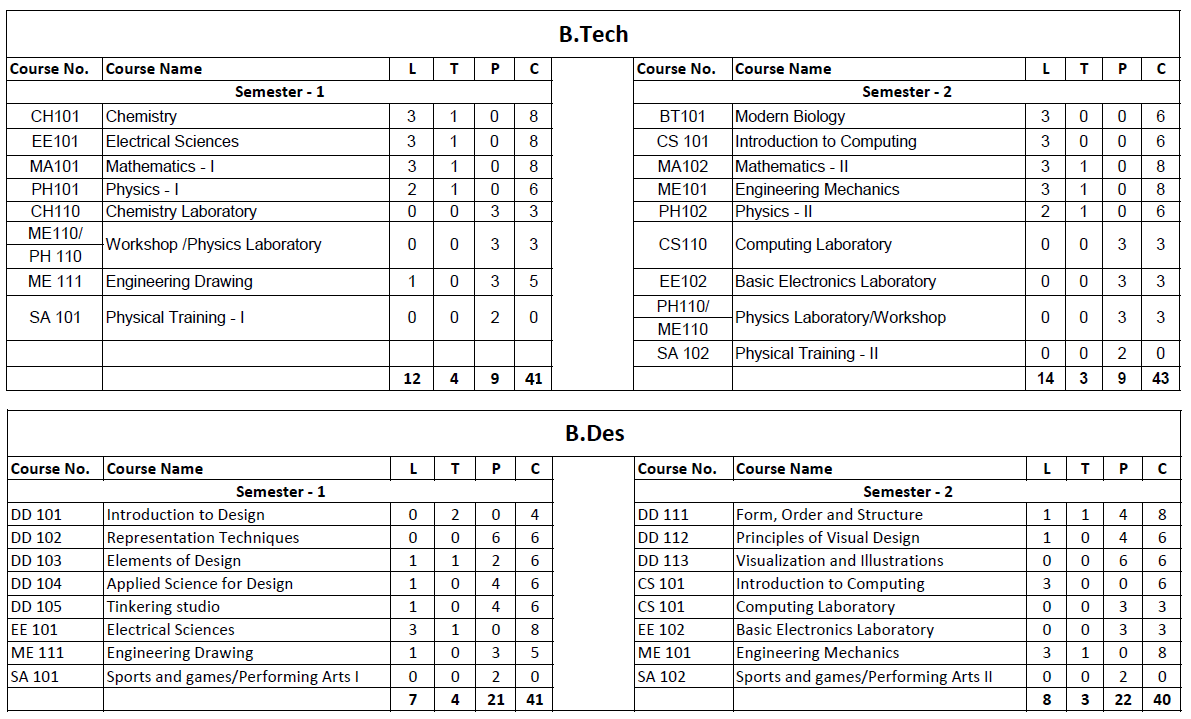 B.Tech
Course No. Course Name L T P C Course No. Course Name L T P C
Semester - 1 Semester - 2
CH101 Chemistry 3 1 0 8 BT101 Modern Biology 3 0 0 6
EE101 Electrical Sciences 3 1 0 8 CS 101 Introduction to Computing 3 0 0 6
MA101 Mathematics - I 3 1 0 8 MA102 Mathematics - II 3 1 0 8
PH101 Physics - I 2 1 0 6 ME101 Engineering Mechanics 3 1 0 8
CH110 Chemistry Laboratory 0 0 3 3 PH102 Physics - II 2 1 0 6
ME110/
PH 110 Workshop /Physics Laboratory 0 0 3 3 CS110 Computing Laboratory 0 0 3 3
ME 111 Engineering Drawing 1 0 3 5 EE102 Basic Electronics Laboratory 0 0 3 3
SA 101 Physical Training - I 0 0 2 0 PH110/
ME110 Physics Laboratory/Workshop 0 0 3 3
SA 102 Physical Training - II 0 0 2 0
12 4 9 41 14 3 9 43
B.Des
Course No. Course Name L T P C Course No. Course Name L T P C
Semester - 1 Semester - 2
DD 101 Introduction to Design 0 2 0 4 DD 111 Form, Order and Structure 1 1 4 8
DD 102 Representation Techniques 0 0 6 6 DD 112 Principles of Visual Design 1 0 4 6
DD 103 Elements of Design 1 1 2 6 DD 113 Visualization and Illustrations 0 0 6 6
DD 104 Applied Science for Design 1 0 4 6 CS 101 Introduction to Computing 3 0 0 6
DD 105 Tinkering studio 1 0 4 6 CS 101 Computing Laboratory 0 0 3 3
EE 101 Electrical Sciences 3 1 0 8 EE 102 Basic Electronics Laboratory 0 0 3 3
ME 111 Engineering Drawing 1 0 3 5 ME 101 Engineering Mechanics 3 1 0 8
SA 101 Sports and games/Performing Arts I 0 0 2 0 SA 102 Sports and games/Performing Arts II 0 0 2 0
7 4 21 41 8 3 22 40